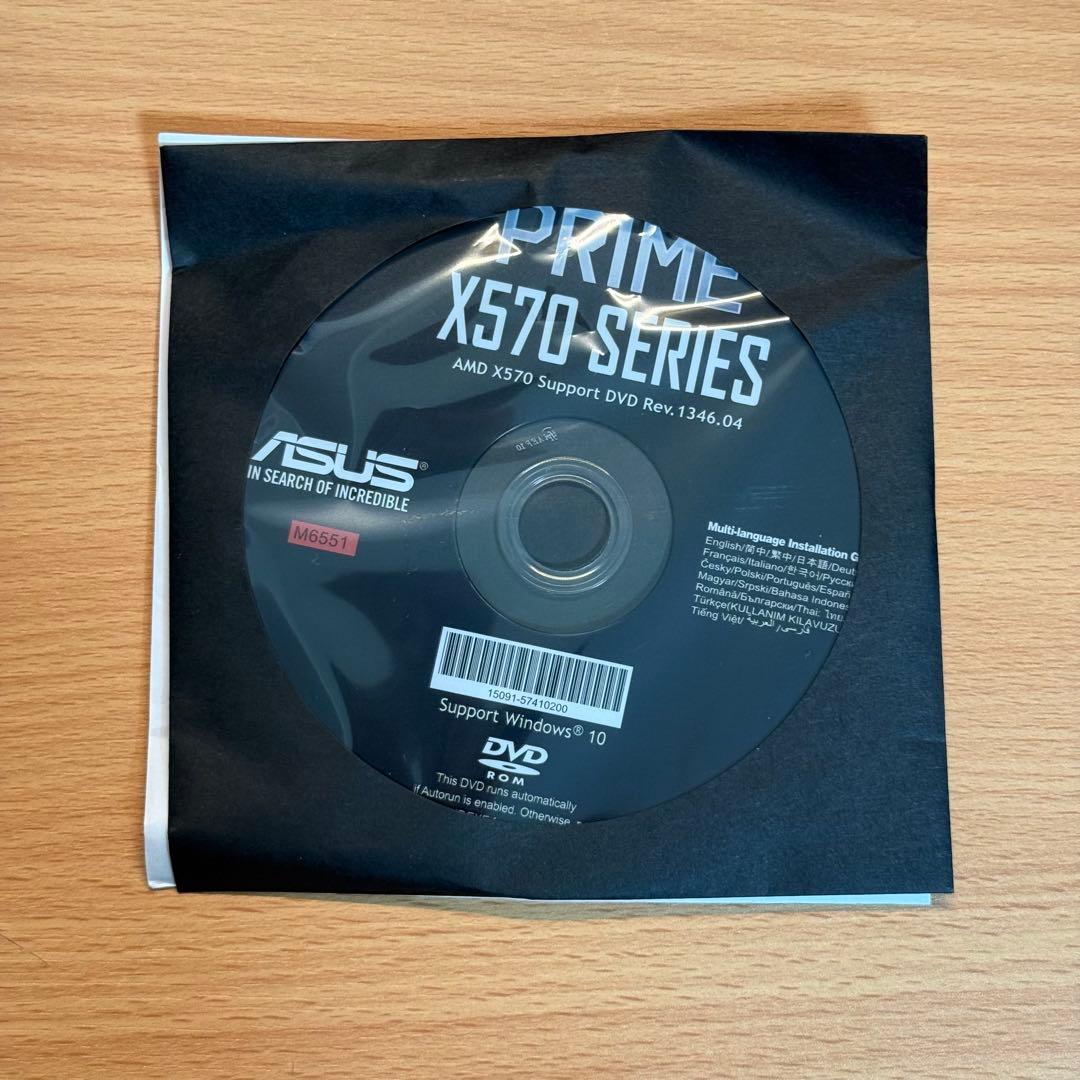 PRIME
X570 SERIES
AMD X570 Support DVD Rev.1346.04
ASUS®
IN SEARCH OF INCREDIBLE
M6551
Multi-language Installation G
English/简中/繁中/日本語/Deut
Français/Italiano/한국어/Русск
Česky/Polski/Português/Españ
Magyar/Srpski/Bahasa Indones
Română/Български/Thai: ไทย
Türkçe(KULLANIM KILAVUZU
Tiếng Việt/ العربية /فارسی
15091-57410200
Support Windows® 10
DVD
ROM
This DVD runs automatically
if Autorun is enabled. Otherwise,